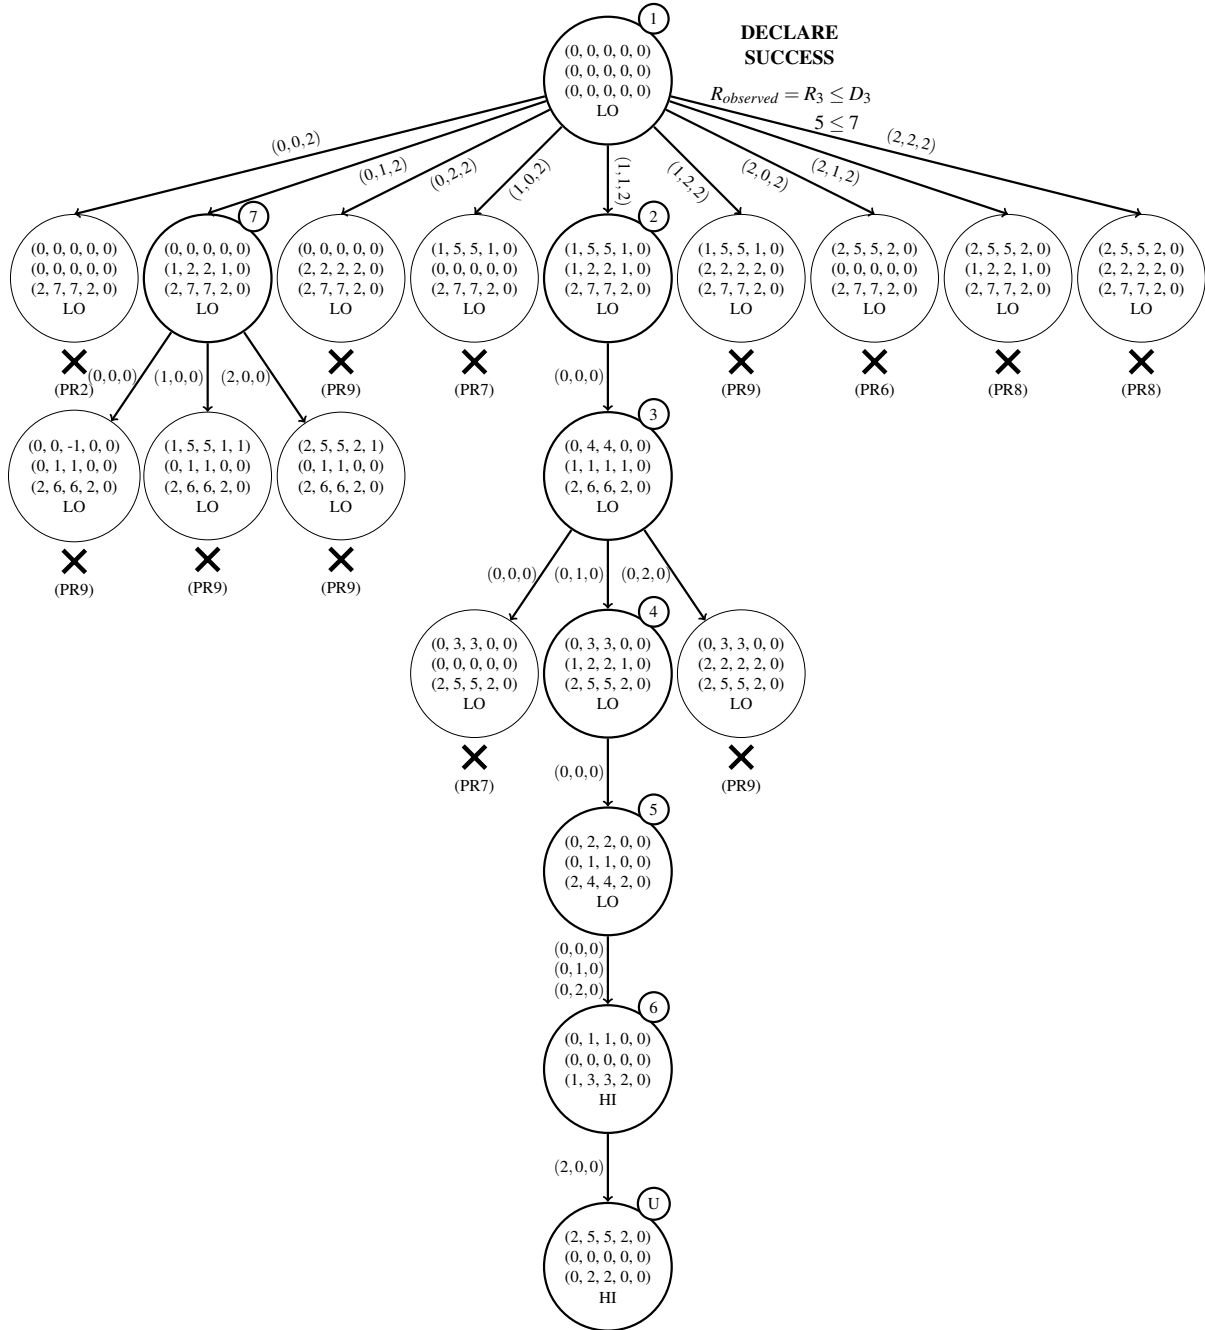 1
DECLARE
SUCCESS
(0, 0, 0, 0, 0)
(0, 0, 0, 0, 0)
(0, 0, 0, 0, 0)
LO
R_observed = R_3 ≤ D_3
5 ≤ 7
(0,0,2)
(0,1,2)
(0,2,2)
(1,0,2)
(1,1,2)
(1,2,2)
(2,0,2)
(2,1,2)
(2,2,2)
(0, 0, 0, 0, 0)
(0, 0, 0, 0, 0)
(2, 7, 7, 2, 0)
LO
(PR2)
7
(0, 0, 0, 0, 0)
(1, 2, 2, 1, 0)
(2, 7, 7, 2, 0)
LO
(0, 0, 0, 0, 0)
(2, 2, 2, 2, 0)
(2, 7, 7, 2, 0)
LO
(PR9)
(1, 5, 5, 1, 0)
(0, 0, 0, 0, 0)
(2, 7, 7, 2, 0)
LO
(PR7)
2
(1, 5, 5, 1, 0)
(1, 2, 2, 1, 0)
(2, 7, 7, 2, 0)
LO
(1, 5, 5, 1, 0)
(2, 2, 2, 2, 0)
(2, 7, 7, 2, 0)
LO
(PR9)
(2, 5, 5, 2, 0)
(0, 0, 0, 0, 0)
(2, 7, 7, 2, 0)
LO
(PR6)
(2, 5, 5, 2, 0)
(1, 2, 2, 1, 0)
(2, 7, 7, 2, 0)
LO
(PR8)
(2, 5, 5, 2, 0)
(2, 2, 2, 2, 0)
(2, 7, 7, 2, 0)
LO
(PR8)
(0,0,0)
(1,0,0)
(2,0,0)
(0,0,0)
(0, 0, -1, 0, 0)
(0, 1, 1, 0, 0)
(2, 6, 6, 2, 0)
LO
(PR9)
(1, 5, 5, 1, 1)
(0, 1, 1, 0, 0)
(2, 6, 6, 2, 0)
LO
(PR9)
(2, 5, 5, 2, 1)
(0, 1, 1, 0, 0)
(2, 6, 6, 2, 0)
LO
(PR9)
3
(0, 4, 4, 0, 0)
(1, 1, 1, 1, 0)
(2, 6, 6, 2, 0)
LO
(0,0,0)
(0,1,0)
(0,2,0)
(0, 3, 3, 0, 0)
(0, 0, 0, 0, 0)
(2, 5, 5, 2, 0)
LO
(PR7)
4
(0, 3, 3, 0, 0)
(1, 2, 2, 1, 0)
(2, 5, 5, 2, 0)
LO
(0, 3, 3, 0, 0)
(2, 2, 2, 2, 0)
(2, 5, 5, 2, 0)
LO
(PR9)
(0,0,0)
5
(0, 2, 2, 0, 0)
(0, 1, 1, 0, 0)
(2, 4, 4, 2, 0)
LO
(0,0,0)
(0,1,0)
(0,2,0)
6
(0, 1, 1, 0, 0)
(0, 0, 0, 0, 0)
(1, 3, 3, 2, 0)
HI
(2,0,0)
U
(2, 5, 5, 2, 0)
(0, 0, 0, 0, 0)
(0, 2, 2, 0, 0)
HI